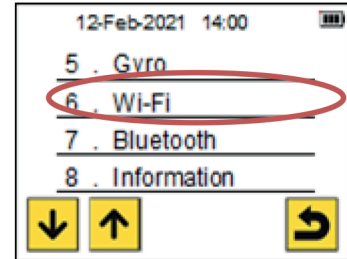 12-Feb-2021 14:00
5 . Gyro
6 . Wi-Fi
7 . Bluetooth
8 . Information